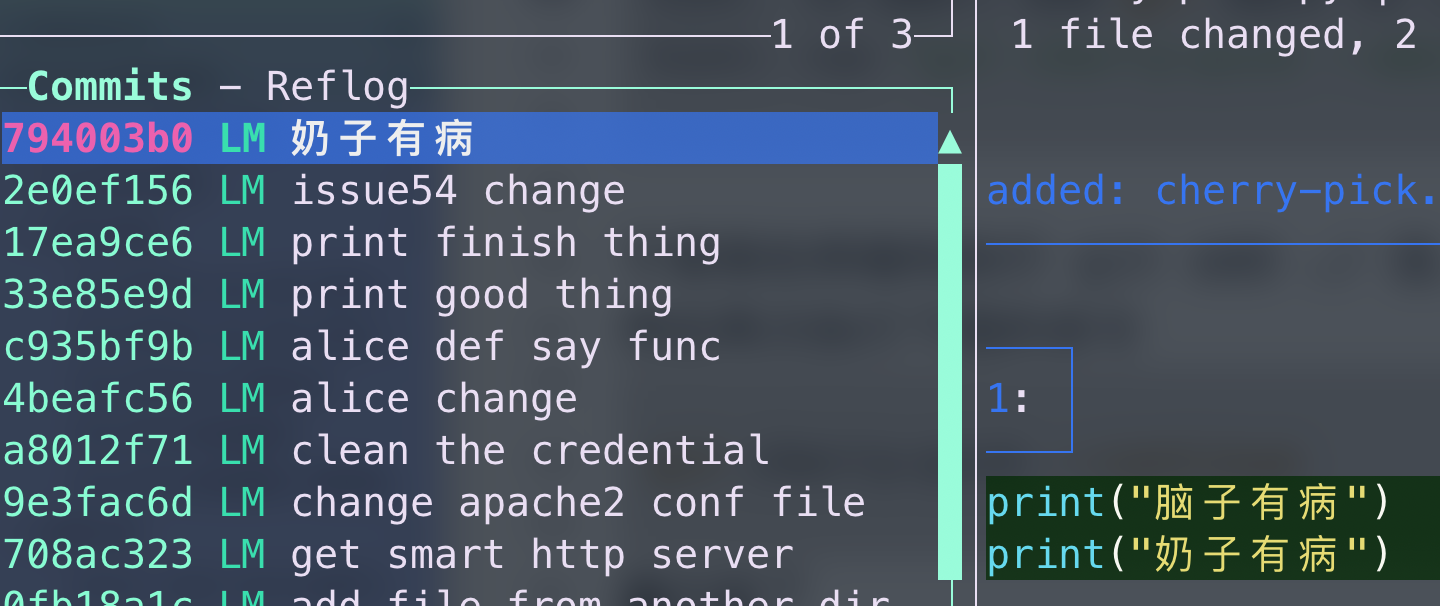 1 of 3
Commits - Reflog
794003b0 LM 奶子有病
2e0ef156 LM issue54 change
17ea9ce6 LM print finish thing
33e85e9d LM print good thing
c935bf9b LM alice def say func
4beafc56 LM alice change
a8012f71 LM clean the credential
9e3fac6d LM change apache2 conf file
708ac323 LM get smart http server
0fb18a1c LM add file from another dir
1 file changed, 2
added: cherry-pick.
1:
print("脑子有病")
print("奶子有病")